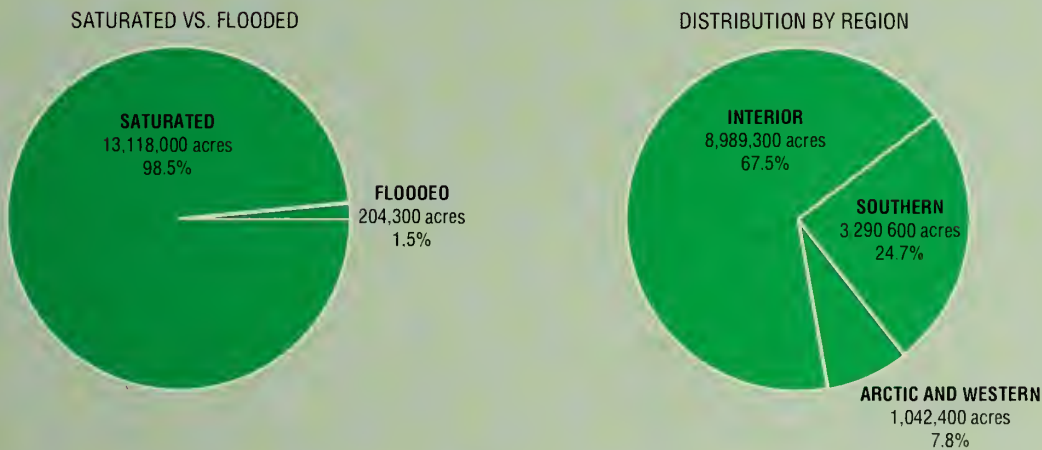 SATURATED VS. FLOODED
SATURATED
13,118,000 acres
98.5%
FLOOOEO
204,300 acres
1.5%
DISTRIBUTION BY REGION
INTERIOR
8,989,300 acres
67.5%
SOUTHERN
3 290 600 acres
24.7%
ARCTIC AND WESTERN
1,042,400 acres
7.8%